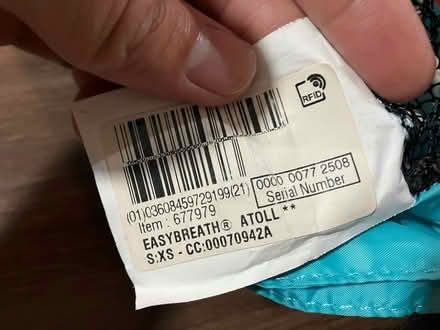 RFID
(01)03608459729199(21)
0000 0077 2508
Serial Number
Item : 677979
EASYBREATH® ATOLL **
S:XS - CC:00070942A